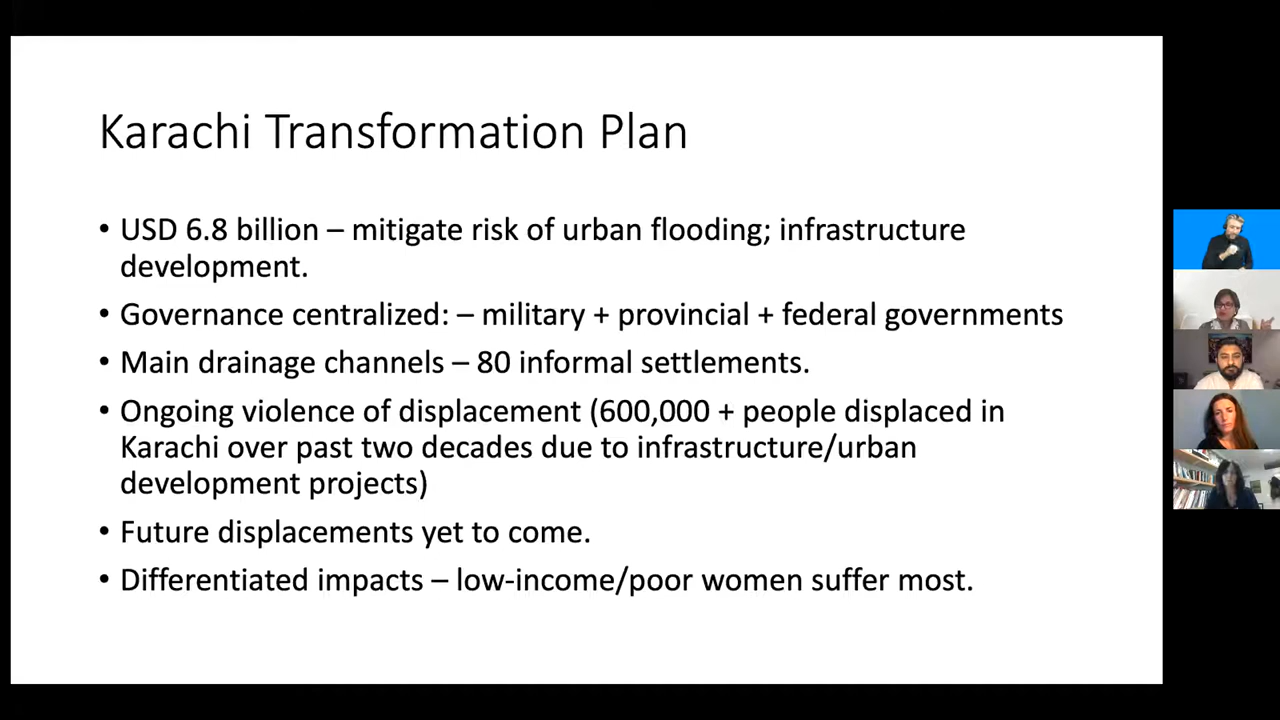 Karachi Transformation Plan
• USD 6.8 billion – mitigate risk of urban flooding; infrastructure
development.
• Governance centralized: – military + provincial + federal governments
• Main drainage channels – 80 informal settlements.
• Ongoing violence of displacement (600,000 + people displaced in
Karachi over past two decades due to infrastructure/urban
development projects)
• Future displacements yet to come.
• Differentiated impacts – low-income/poor women suffer most.